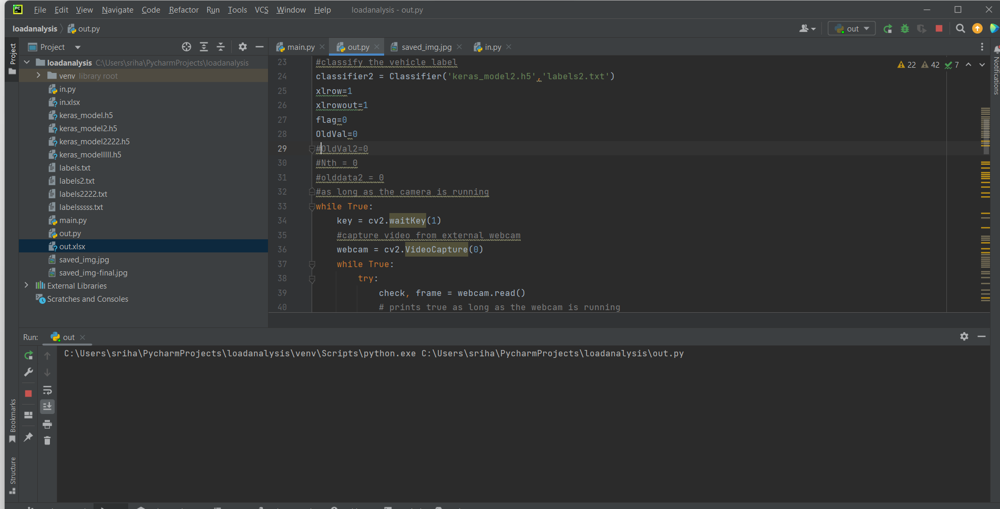 PC File Edit View Navigate Code Refactor Run Tools VCS Window Help loadanalysis - out.py
loadanalysis out.py out
Project
Project
main.py
out.py
saved_img.jpg
in.py
Notifications
loadanalysis C:\Users\sriha\PycharmProjects\loadanalysis
venv library root
in.py
in.xlsx
keras_model.h5
keras_model2.h5
keras_model2222.h5
keras_modelllll.h5
labels.txt
labels2.txt
labels2222.txt
labelsssss.txt
main.py
out.py
out.xlsx
saved_img.jpg
saved_img-final.jpg
External Libraries
Scratches and Consoles
22 42 7
23 #classify the vehicle label
24 classifier2 = Classifier('keras_model2.h5','labels2.txt')
25 xlrow=1
26 xlrowout=1
27 flag=0
28 OldVal=0
29 #OldVal2=0
30 #Nth = 0
31 #olddata2 = 0
32 #as long as the camera is running
33 while True:
34 key = cv2.waitKey(1)
35 #capture video from external webcam
36 webcam = cv2.VideoCapture(0)
37 while True:
38 try:
39 check, frame = webcam.read()
40 # prints true as long as the webcam is running
Run: out
C:\Users\sriha\PycharmProjects\loadanalysis\venv\Scripts\python.exe C:\Users\sriha\PycharmProjects\loadanalysis\out.py
Bookmarks
Structure